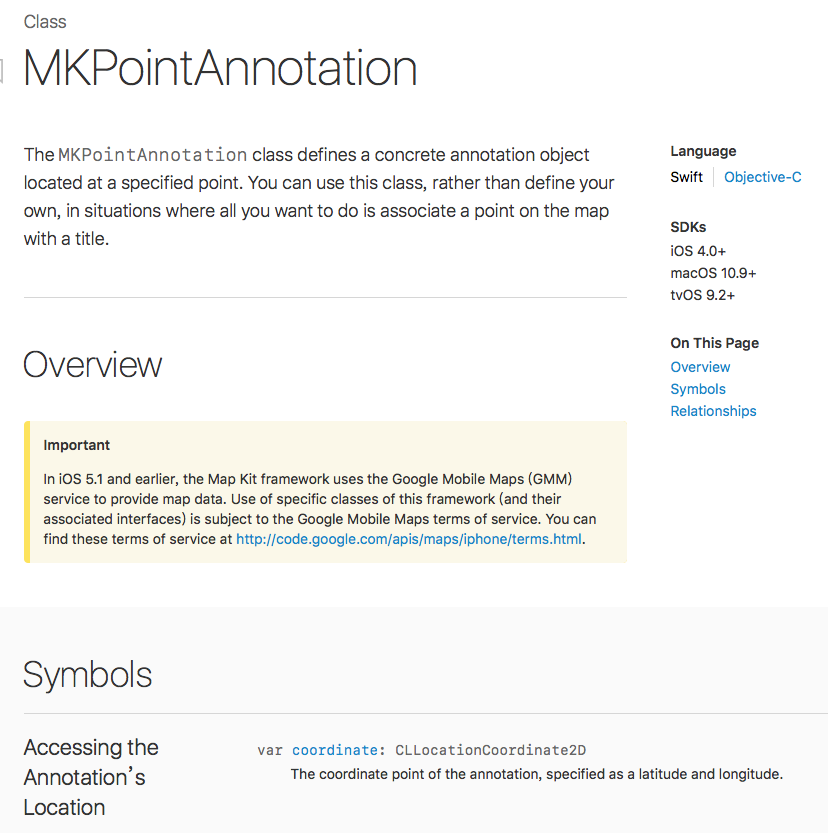 Class
MKPointAnnotation
The MKPointAnnotation class defines a concrete annotation object
located at a specified point. You can use this class, rather than define your
own, in situations where all you want to do is associate a point on the map
with a title.
Language
Swift Objective-C
SDKs
iOS 4.0+
macOS 10.9+
tvOS 9.2+
On This Page
Overview
Symbols
Relationships
Overview
Important
In iOS 5.1 and earlier, the Map Kit framework uses the Google Mobile Maps (GMM)
service to provide map data. Use of specific classes of this framework (and their
associated interfaces) is subject to the Google Mobile Maps terms of service. You can
find these terms of service at http://code.google.com/apis/maps/iphone/terms.html.
Symbols
Accessing the
Annotation’s
Location
var coordinate: CLLocationCoordinate2D
The coordinate point of the annotation, specified as a latitude and longitude.